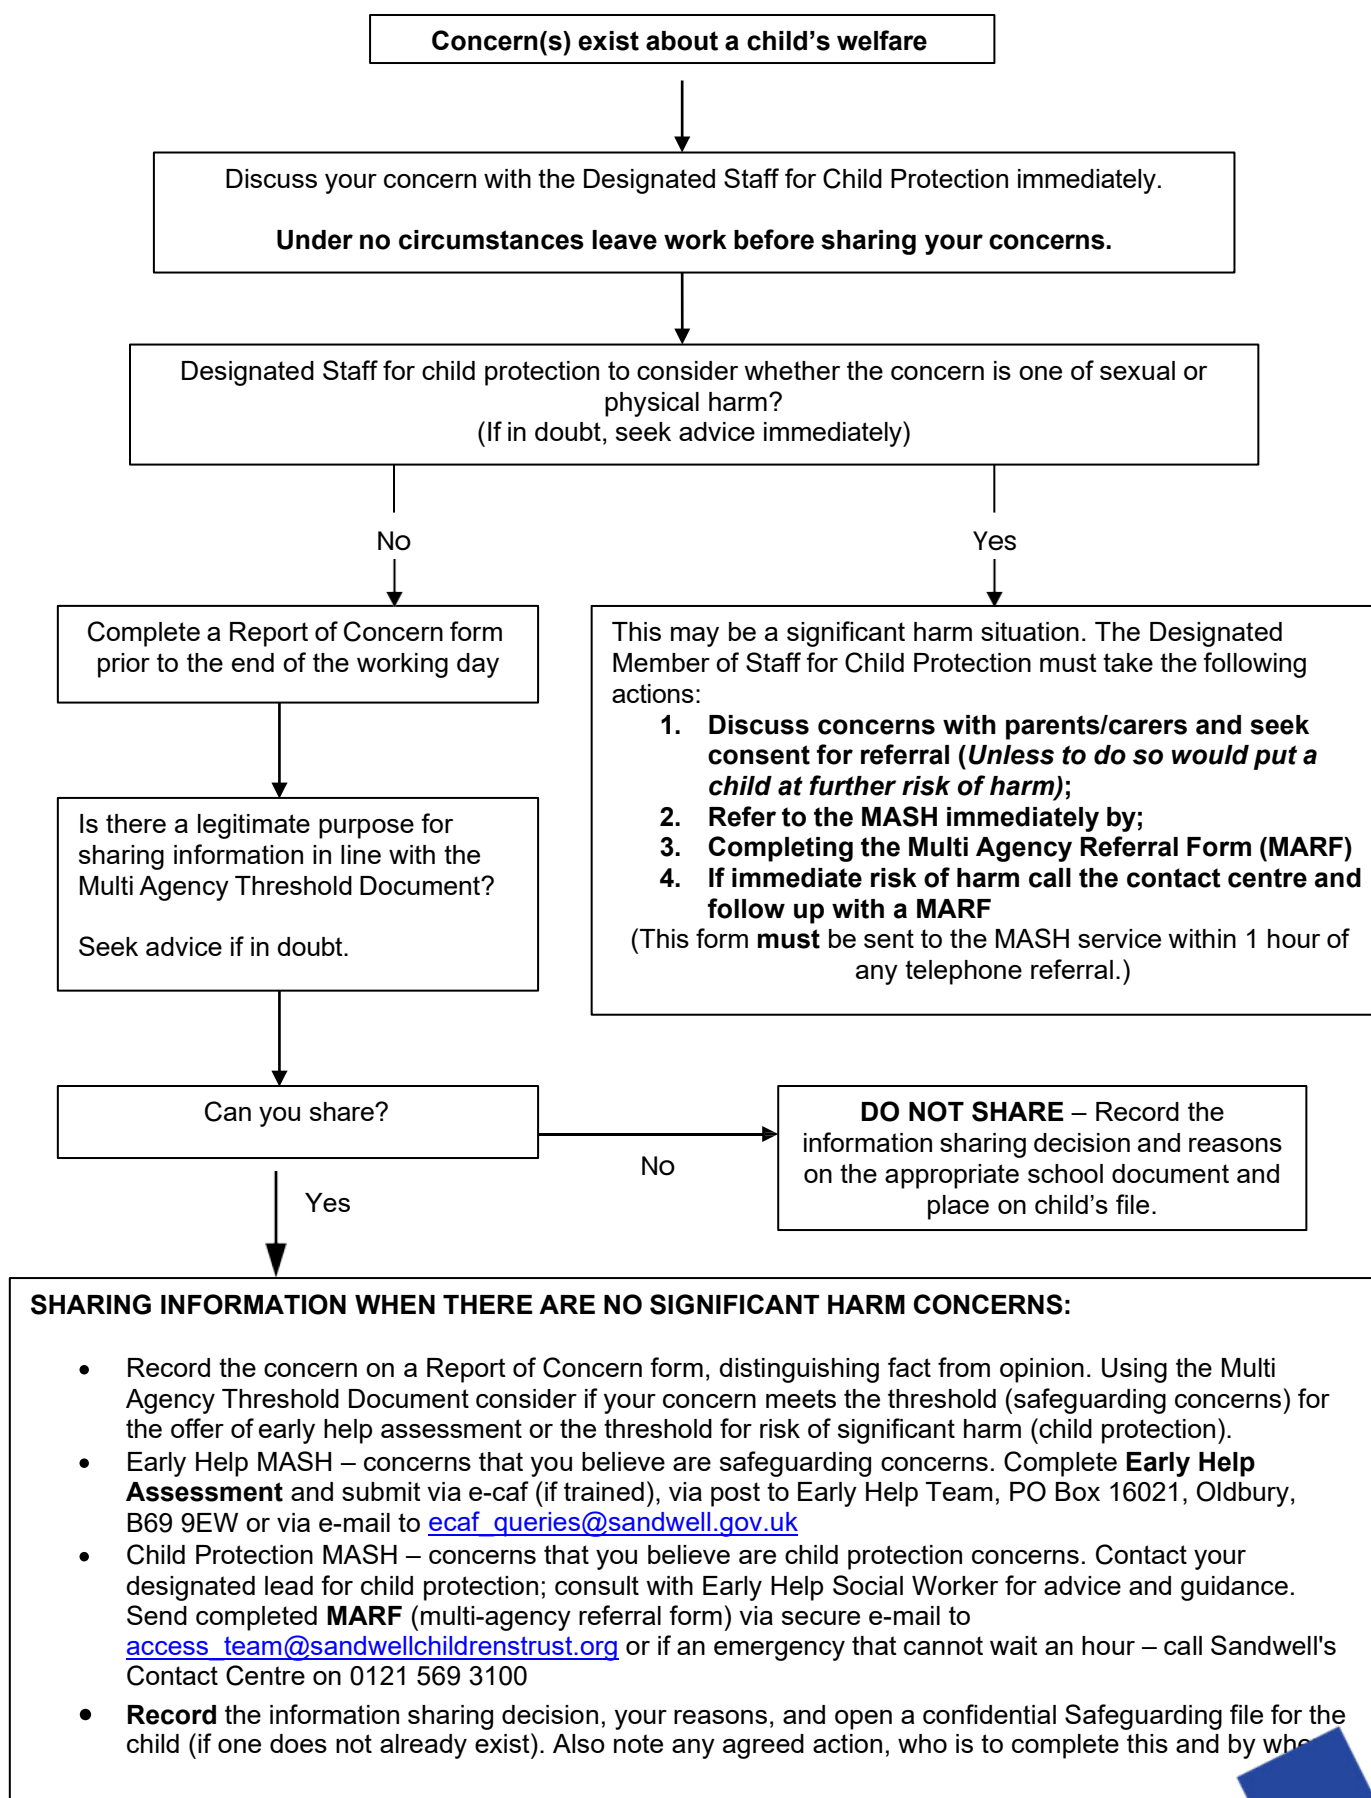 Concern(s) exist about a child’s welfare
Discuss your concern with the Designated Staff for Child Protection immediately.
Under no circumstances leave work before sharing your concerns.
Designated Staff for child protection to consider whether the concern is one of sexual or
physical harm?
(If in doubt, seek advice immediately)
No
Yes
Complete a Report of Concern form
prior to the end of the working day
This may be a significant harm situation. The Designated
Member of Staff for Child Protection must take the following
actions:
1. Discuss concerns with parents/carers and seek
consent for referral (Unless to do so would put a
child at further risk of harm);
2. Refer to the MASH immediately by;
3. Completing the Multi Agency Referral Form (MARF)
4. If immediate risk of harm call the contact centre and
follow up with a MARF
(This form must be sent to the MASH service within 1 hour of
any telephone referral.)
Is there a legitimate purpose for
sharing information in line with the
Multi Agency Threshold Document?
Seek advice if in doubt.
Can you share?
No
DO NOT SHARE – Record the
information sharing decision and reasons
on the appropriate school document and
place on child’s file.
Yes
SHARING INFORMATION WHEN THERE ARE NO SIGNIFICANT HARM CONCERNS:
• Record the concern on a Report of Concern form, distinguishing fact from opinion. Using the Multi
Agency Threshold Document consider if your concern meets the threshold (safeguarding concerns) for
the offer of early help assessment or the threshold for risk of significant harm (child protection).
• Early Help MASH – concerns that you believe are safeguarding concerns. Complete Early Help
Assessment and submit via e-caf (if trained), via post to Early Help Team, PO Box 16021, Oldbury,
B69 9EW or via e-mail to ecaf_queries@sandwell.gov.uk
• Child Protection MASH – concerns that you believe are child protection concerns. Contact your
designated lead for child protection; consult with Early Help Social Worker for advice and guidance.
Send completed MARF (multi-agency referral form) via secure e-mail to
access_team@sandwellchildrenstrust.org or if an emergency that cannot wait an hour – call Sandwell's
Contact Centre on 0121 569 3100
• Record the information sharing decision, your reasons, and open a confidential Safeguarding file for the
child (if one does not already exist). Also note any agreed action, who is to complete this and by